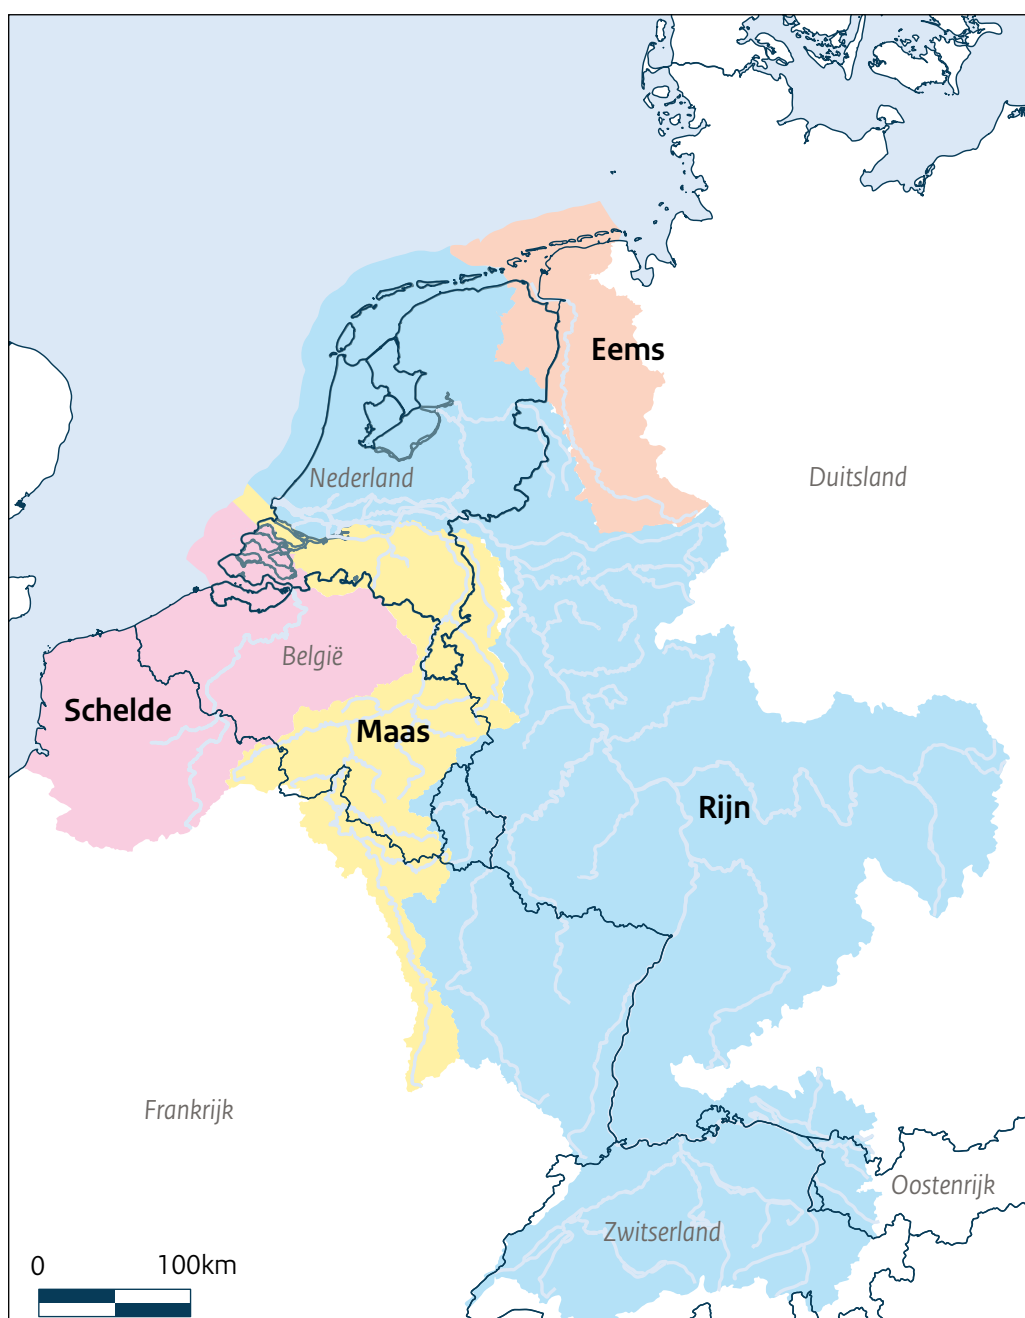 Eems
Nederland
Duitsland
België
Schelde
Maas
Rijn
Frankrijk
Oostenrijk
Zwitserland
0 100km